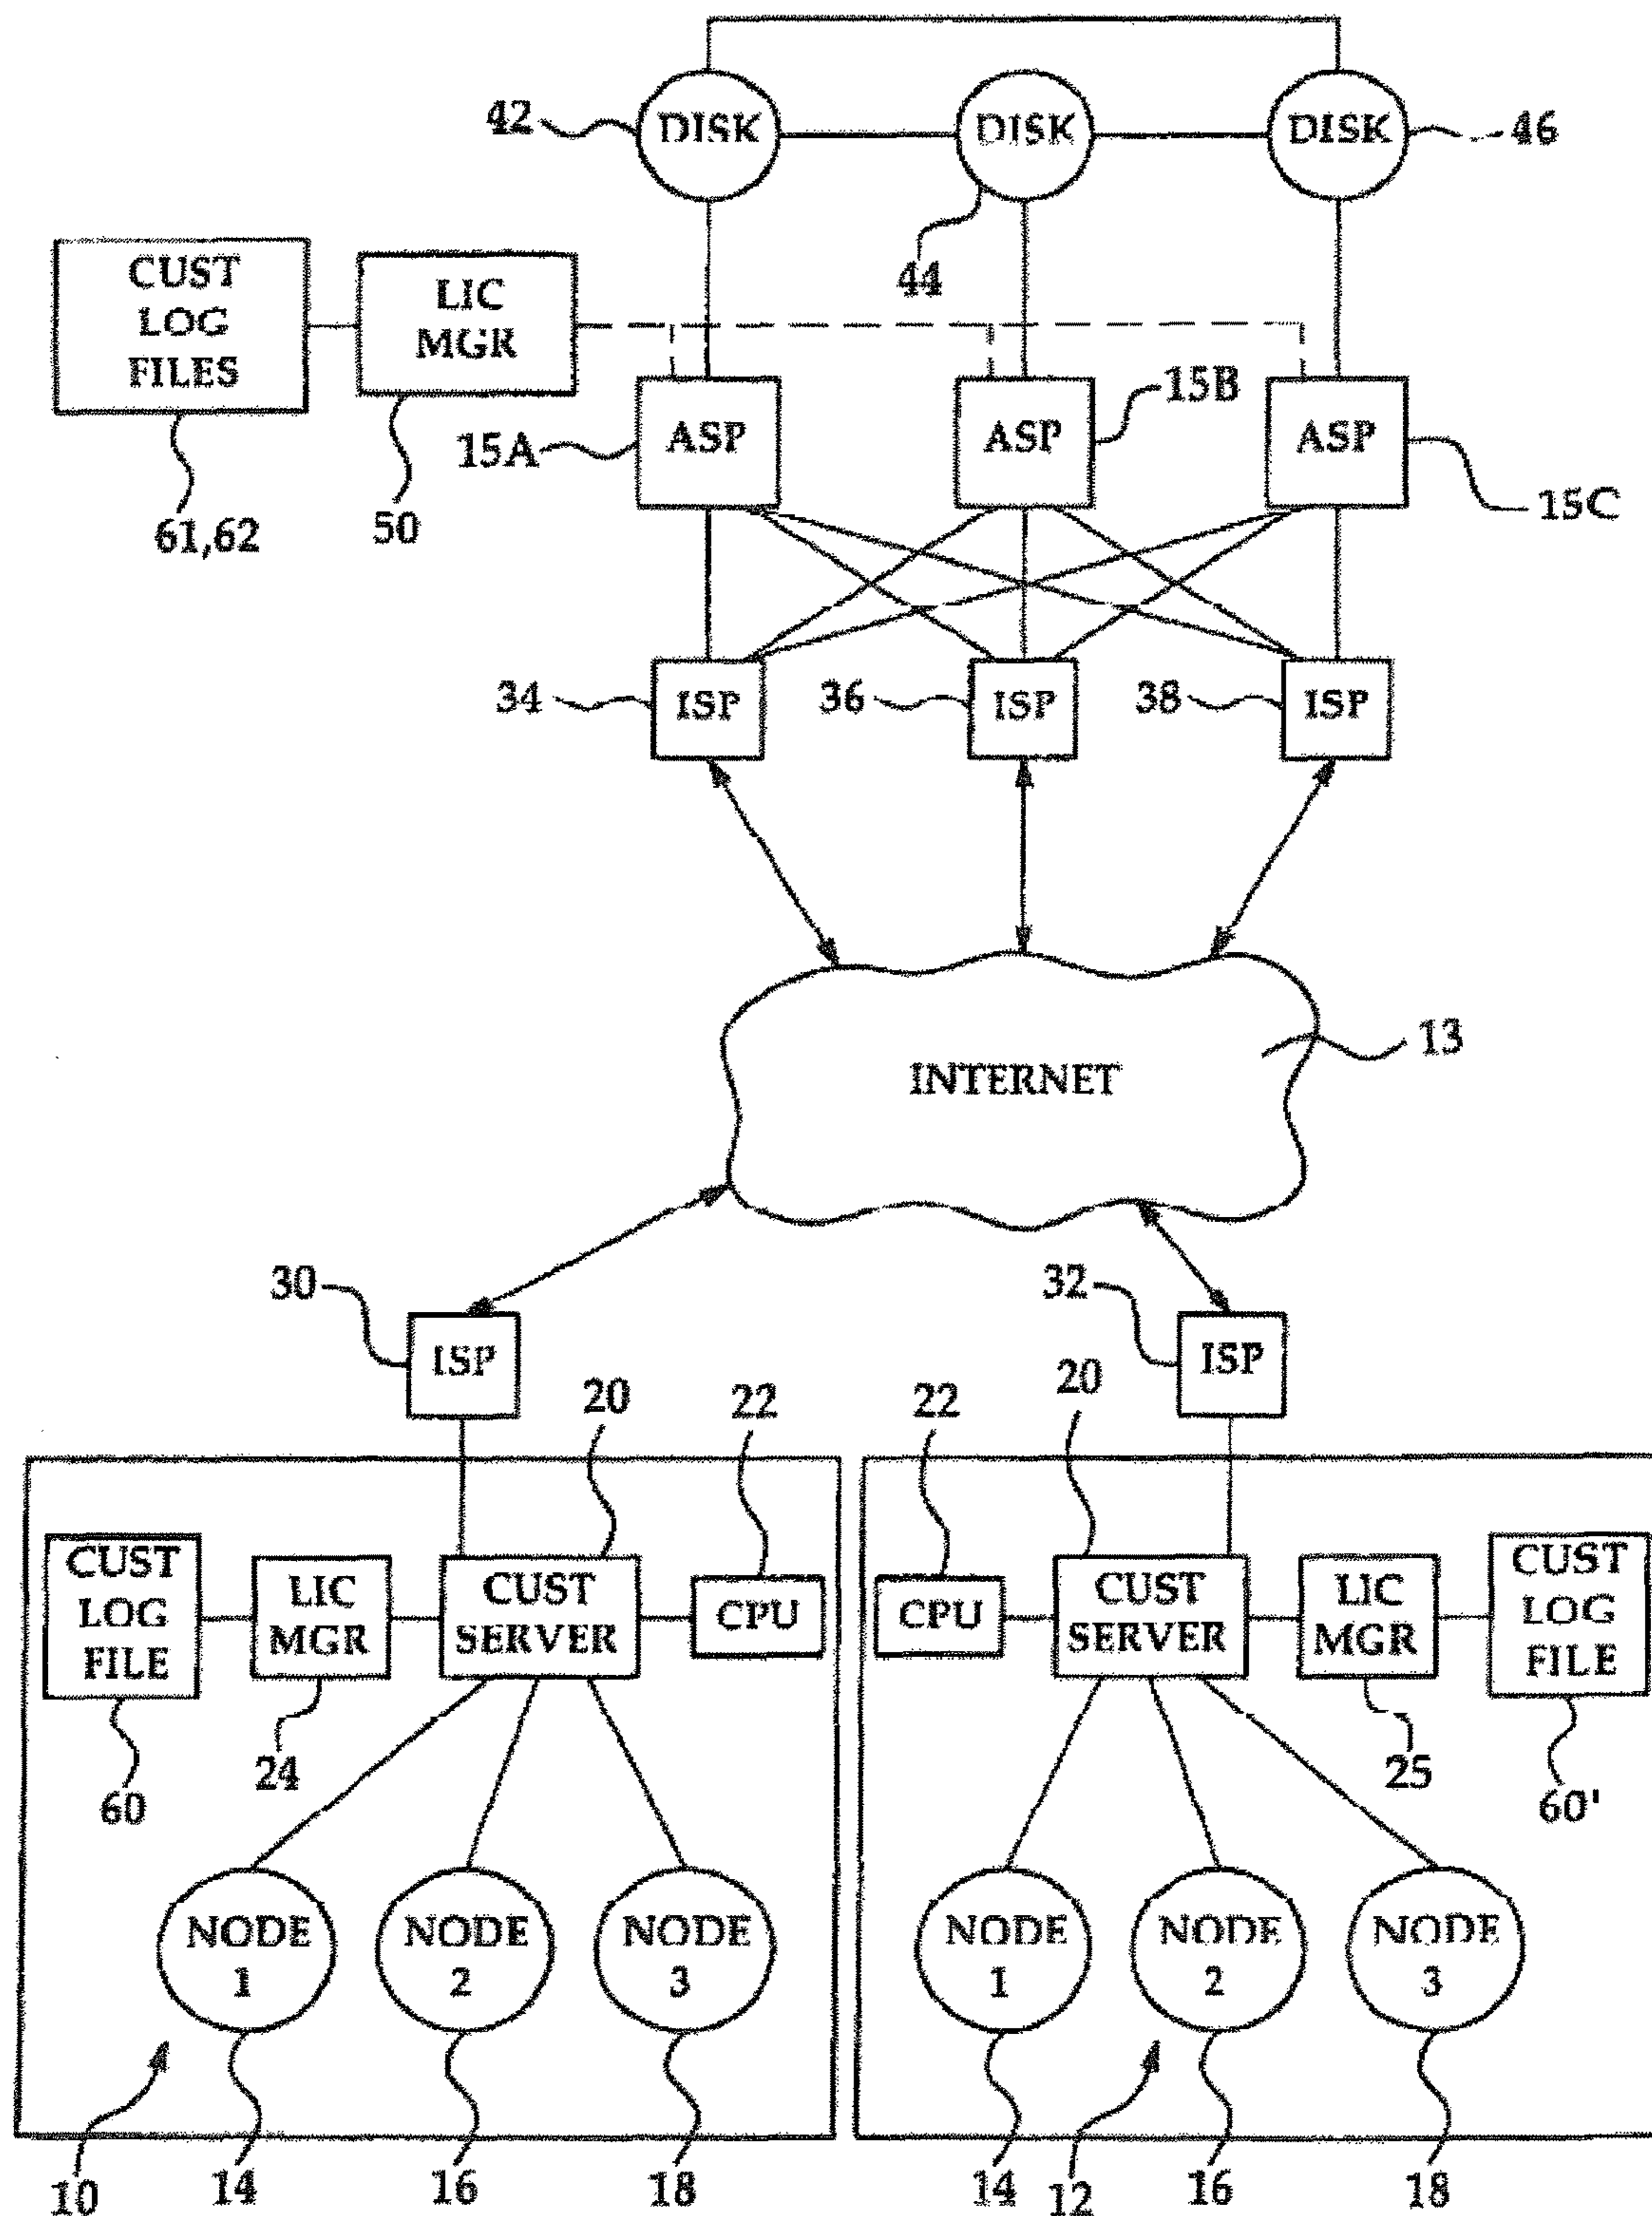 42
DISK
DISK
DISK
46
44
CUST
LOG
FILES
LIC
MGR
61,62
50
15A
ASP
ASP
15B
ASP
15C
34
ISP
36
ISP
38
ISP
INTERNET
13
30
ISP
32
ISP
20
22
22
20
CUST
LOG
FILE
LIC
MGR
CUST
SERVER
CPU
CPU
CUST
SERVER
LIC
MGR
CUST
LOG
FILE
60
24
25
60'
NODE
1
NODE
2
NODE
3
NODE
1
NODE
2
NODE
3
10
14
16
18
14
12
16
18